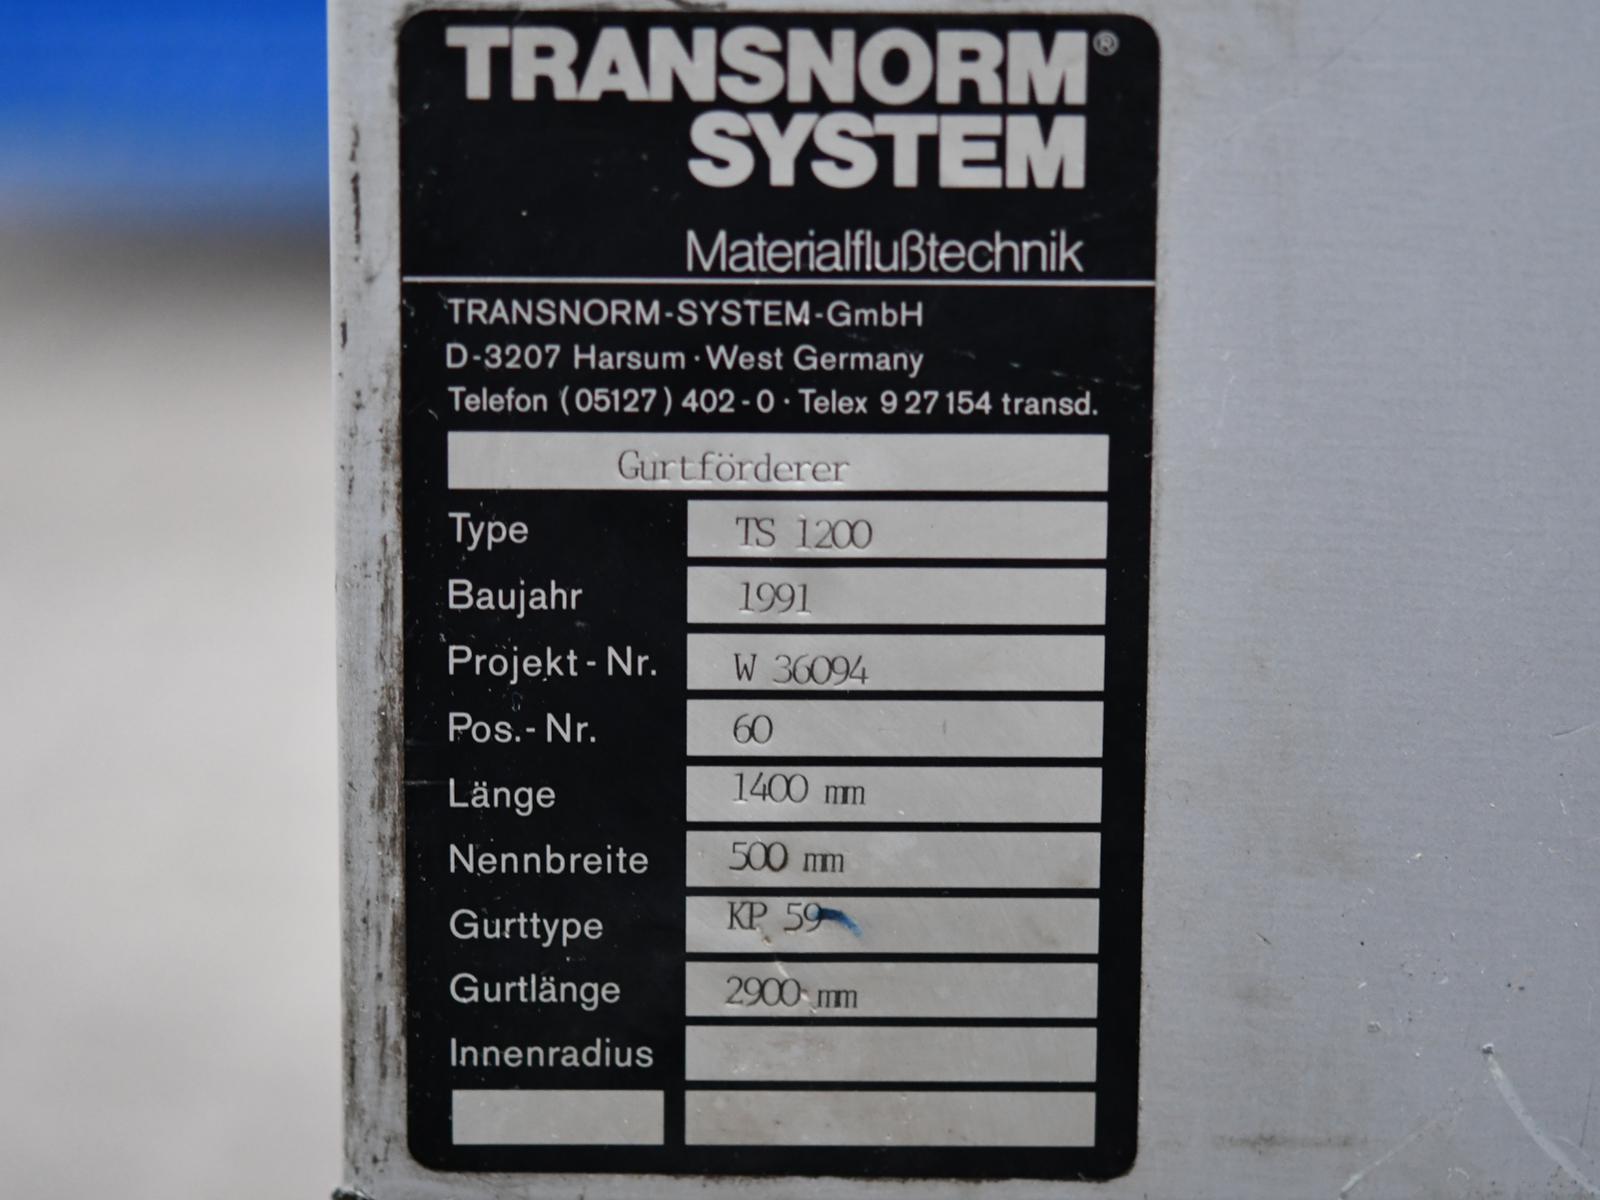 TRANSNORM®
SYSTEM
Materialflußtechnik
TRANSNORM-SYSTEM-GmbH
D-3207 Harsum · West Germany
Telefon (05127) 402-0 · Telex 9 27 154 transd.
Gurtförderer
Type TS 1200
Baujahr 1991
Projekt-Nr. W 36094
Pos.-Nr. 60
Länge 1400 mm
Nennbreite 500 mm
Gurttype KP 59
Gurtlänge 2900 mm
Innenradius